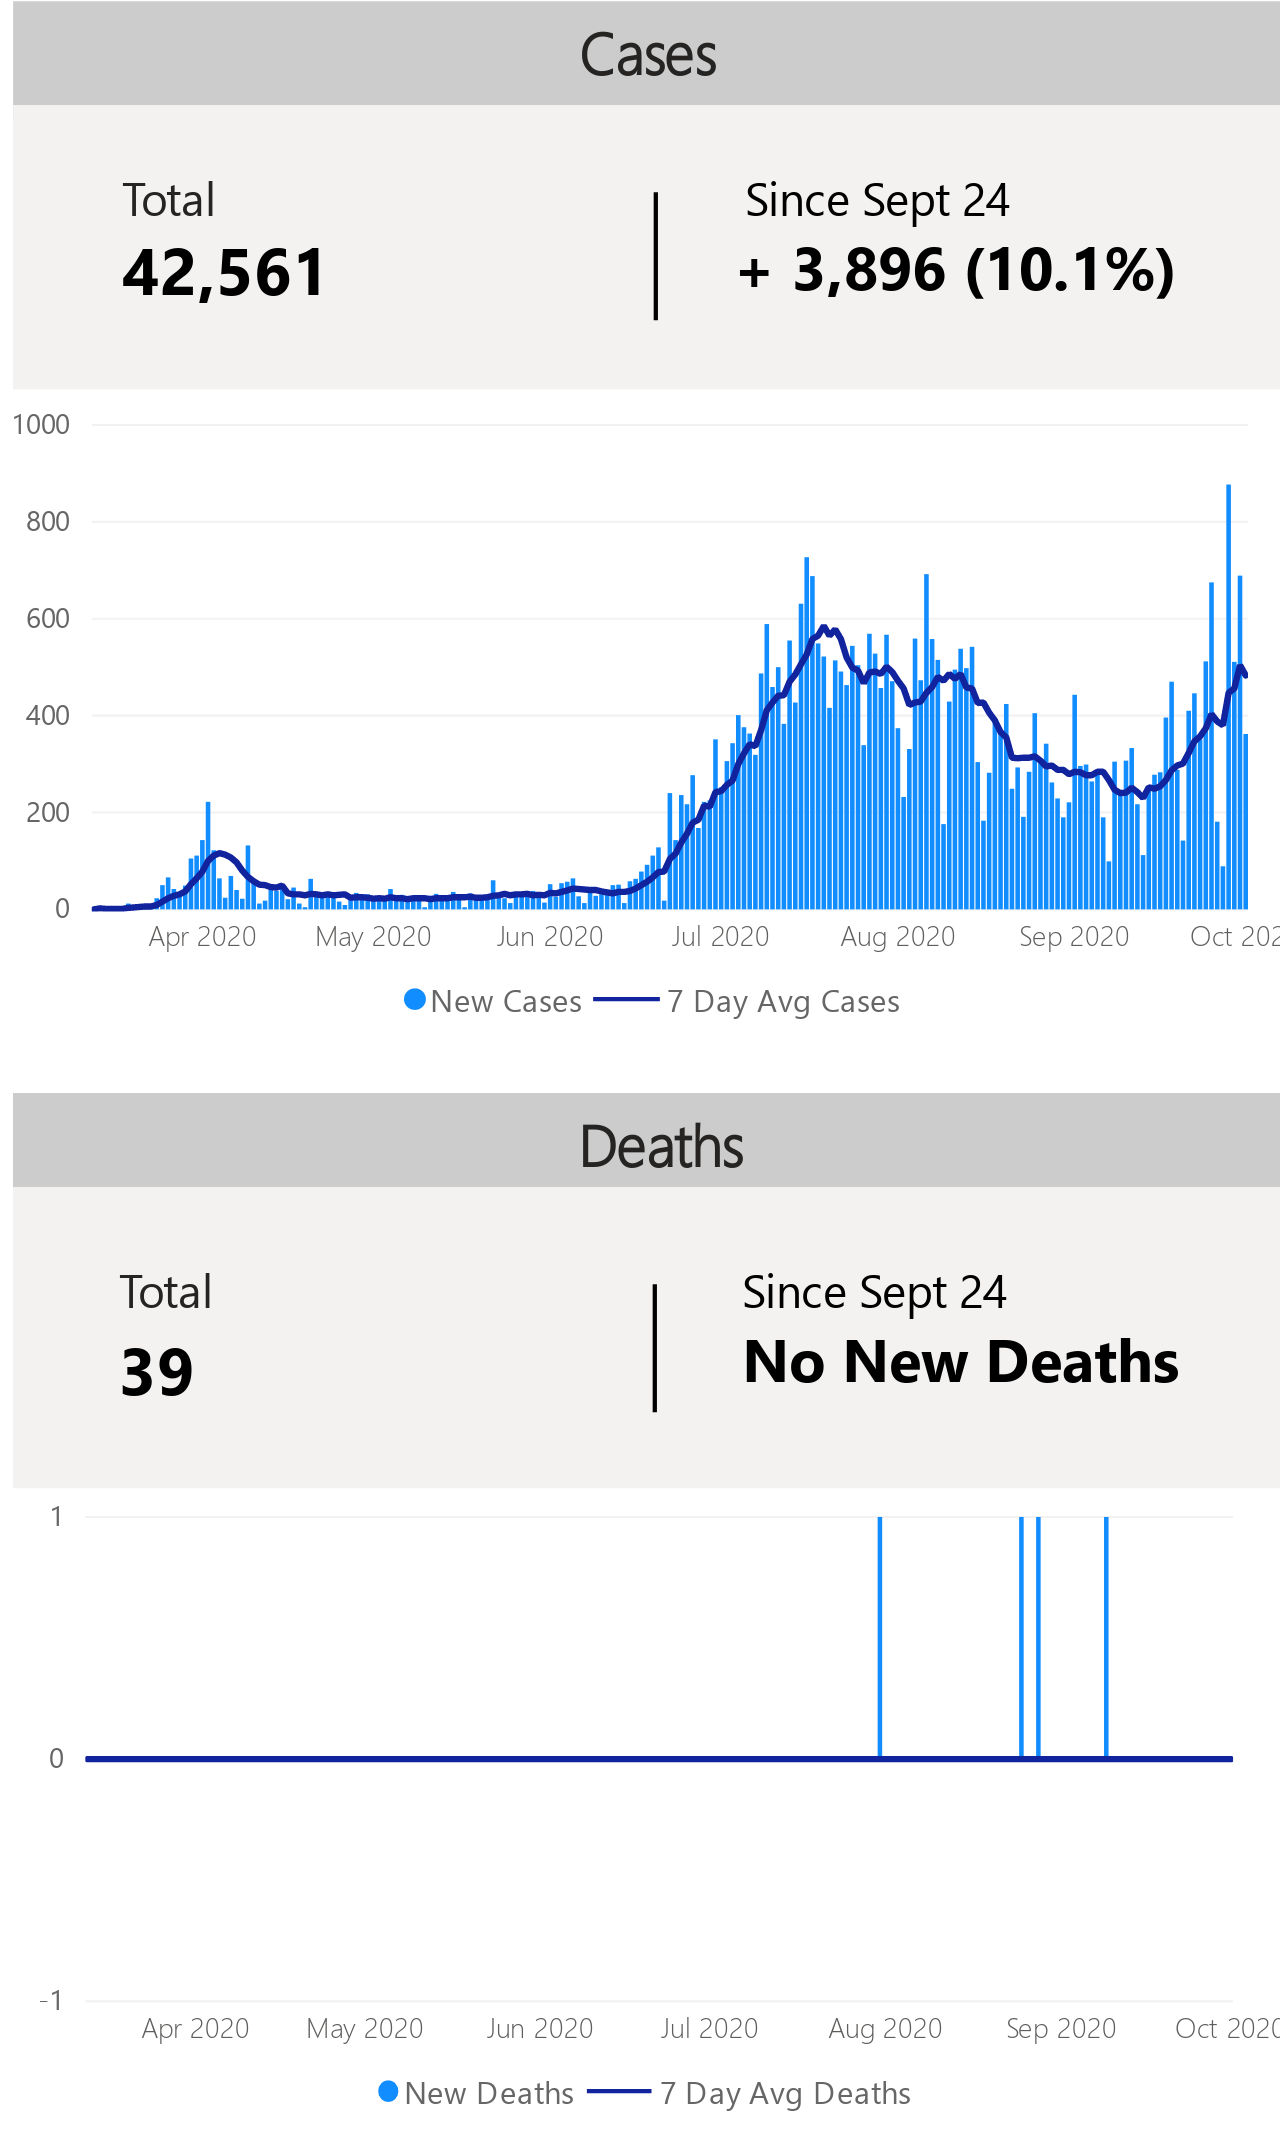 Cases
Total
Since Sept 24
42,561
+ 3,896 (10.1%)
1000
800
600
400
200
0
Apr 2020 May 2020 Jun 2020 Jul 2020 Aug 2020 Sep 2020 Oct 202
New Cases 7 Day Avg Cases
Deaths
Total
Since Sept 24
39
No New Deaths
1
0
-1
Apr 2020 May 2020 Jun 2020 Jul 2020 Aug 2020 Sep 2020 Oct 2020
New Deaths 7 Day Avg Deaths